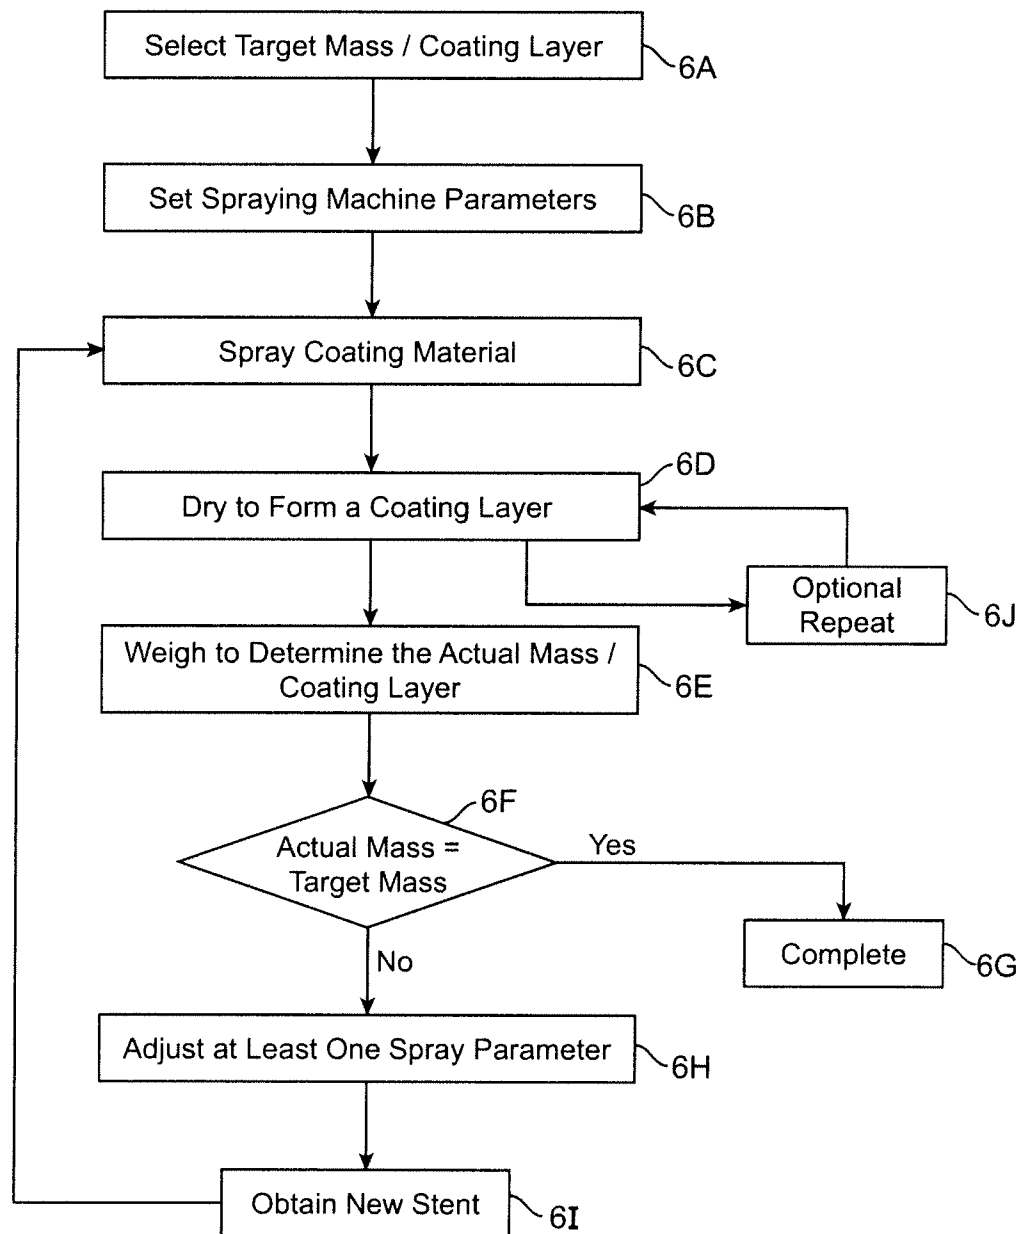 Select Target Mass / Coating Layer
6A
Set Spraying Machine Parameters
6B
Spray Coating Material
6C
6D
Dry to Form a Coating Layer
Optional
Repeat
6J
Weigh to Determine the Actual Mass /
Coating Layer
6E
6F
Actual Mass =
Target Mass
Yes
No
Complete
6G
Adjust at Least One Spray Parameter
6H
Obtain New Stent
6I